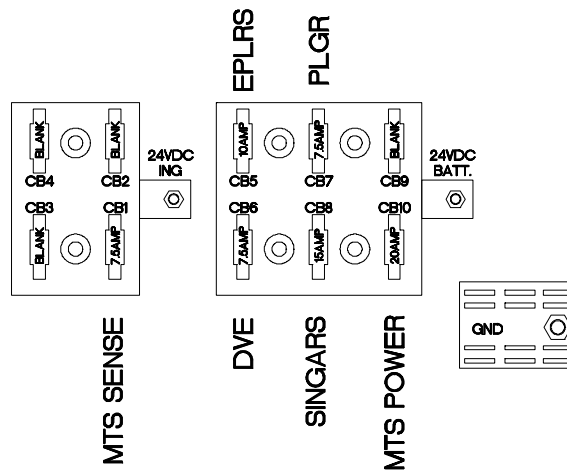 EPLRS
PLGR
BLANK
BLANK
10AMP
7.5AMP
BLANK
24VDC
ING
24VDC
BATT.
CB4
CB2
CB5
CB7
CB9
CB3
CB1
CB6
CB8
CB10
BLANK
7.5AMP
7.5AMP
15AMP
20AMP
GND
MTS SENSE
DVE
SINGARS
MTS POWER